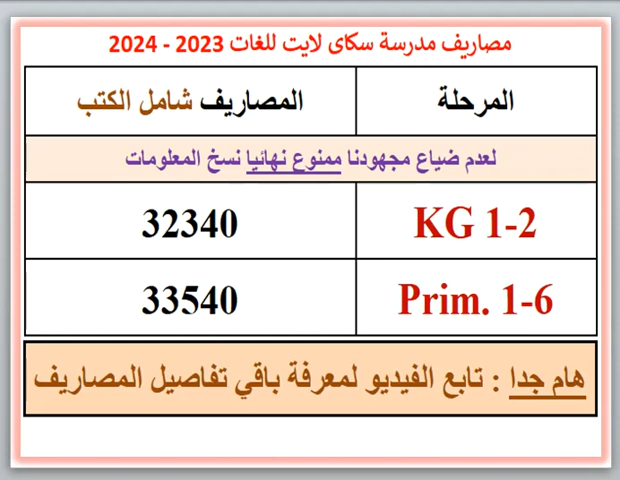 مصاريف مدرسة سكاى لايت للغات 2023 - 2024
المرحلة المصاريف شامل الكتب
لعدم ضياع مجهودنا ممنوع نهائيا نسخ المعلومات
KG 1-2 32340
Prim. 1-6 33540
هام جدا : تابع الفيديو لمعرفة باقي تفاصيل المصاريف